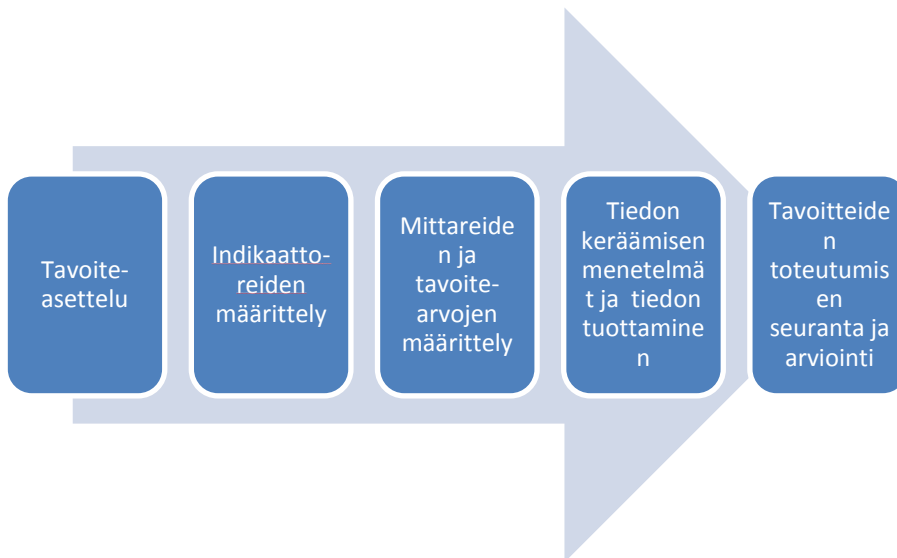 Tavoite-
asettelu
Indikaatto-
reiden
määrittely
Mittareide
n ja
tavoite-
arvojen
määrittely
Tiedon
keräämisen
menetelmä
t ja tiedon
tuottamine
n
Tavoitteide
n
toteutumis
en
seuranta ja
arviointi